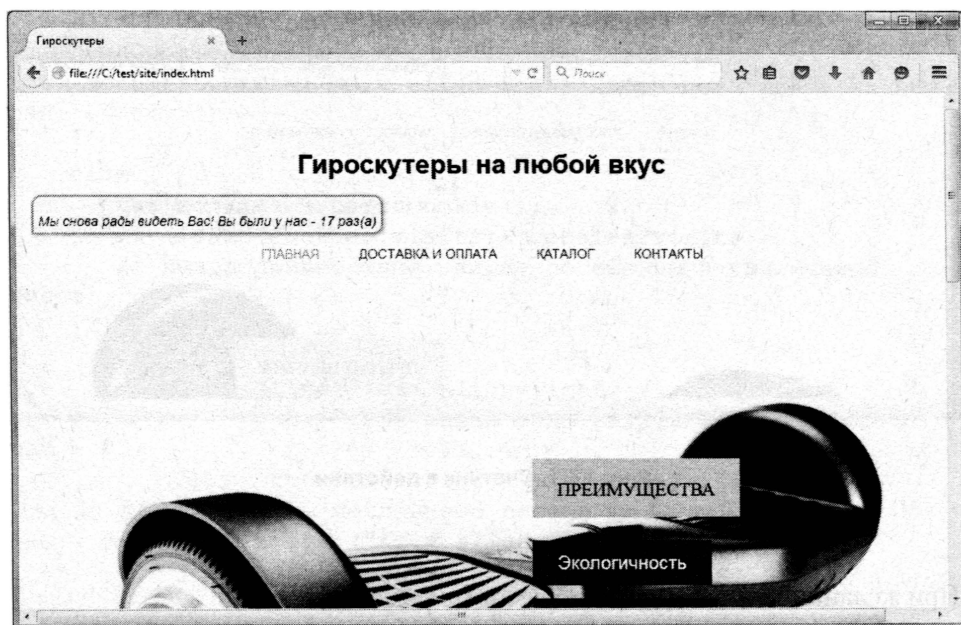 Гироскутеры × +
file:///C:/test/site/index.html Поиск
Гироскутеры на любой вкус
Мы снова рады видеть Вас! Вы были у нас - 17 раз(а)
ГЛАВНАЯ ДОСТАВКА И ОПЛАТА КАТАЛОГ КОНТАКТЫ
ПРЕИМУЩЕСТВА
Экологичность